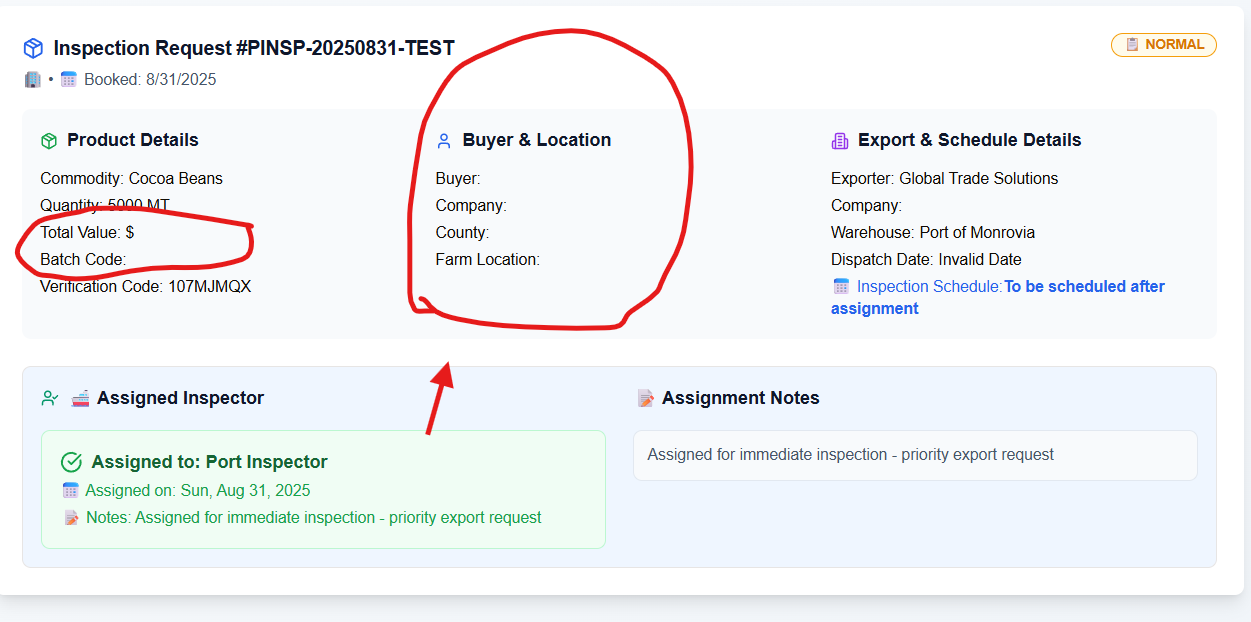 Inspection Request #PINSP-20250831-TEST
NORMAL
• Booked: 8/31/2025
Product Details
Commodity: Cocoa Beans
Quantity: 5000 MT
Total Value: $
Batch Code:
Verification Code: 107MJMQX
Buyer & Location
Buyer:
Company:
County:
Farm Location:
Export & Schedule Details
Exporter: Global Trade Solutions
Company:
Warehouse: Port of Monrovia
Dispatch Date: Invalid Date
Inspection Schedule:To be scheduled after
assignment
Assigned Inspector
Assigned to: Port Inspector
Assigned on: Sun, Aug 31, 2025
Notes: Assigned for immediate inspection - priority export request
Assignment Notes
Assigned for immediate inspection - priority export request